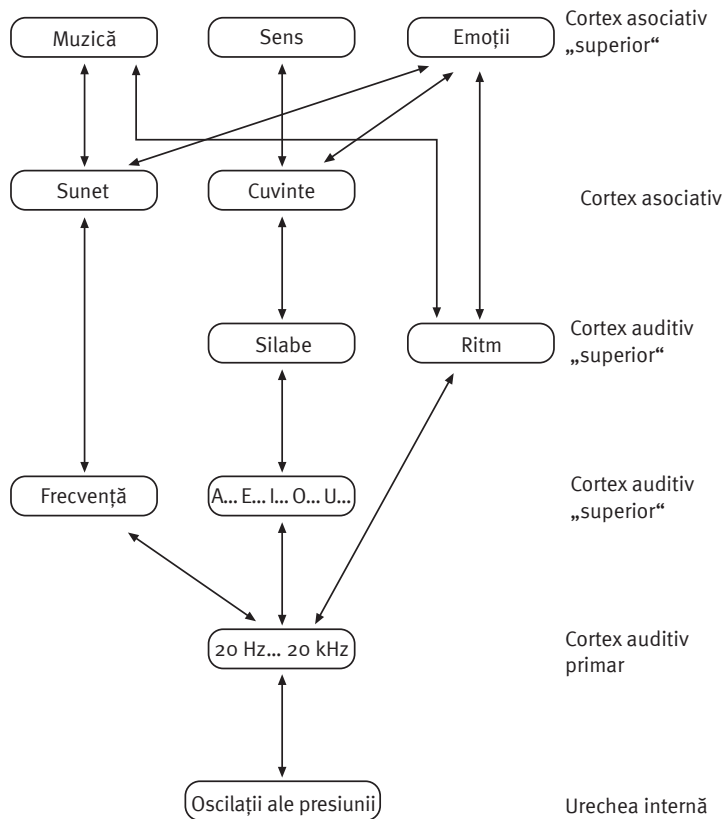 Muzică
Sens
Emoții
Cortex asociativ
„superior“
Sunet
Cuvinte
Cortex asociativ
Silabe
Ritm
Cortex auditiv
„superior“
Frecvență
A... E... I... O... U...
Cortex auditiv
„superior“
20 Hz... 20 kHz
Cortex auditiv
primar
Oscilații ale presiunii
Urechea internă